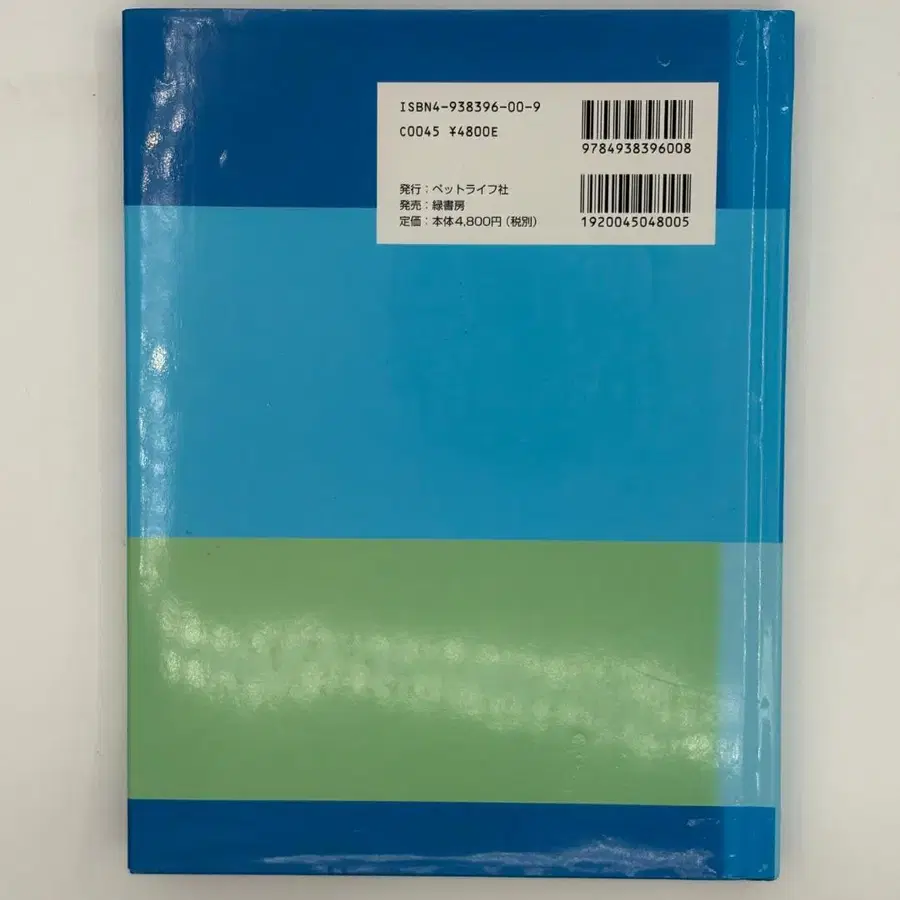 ISBN4-938396-00-9
C0045 ¥4800E
発行：ペットライフ社
発売：緑書房
定価：本体4,800円（税別）
9784938396008
1920045048005